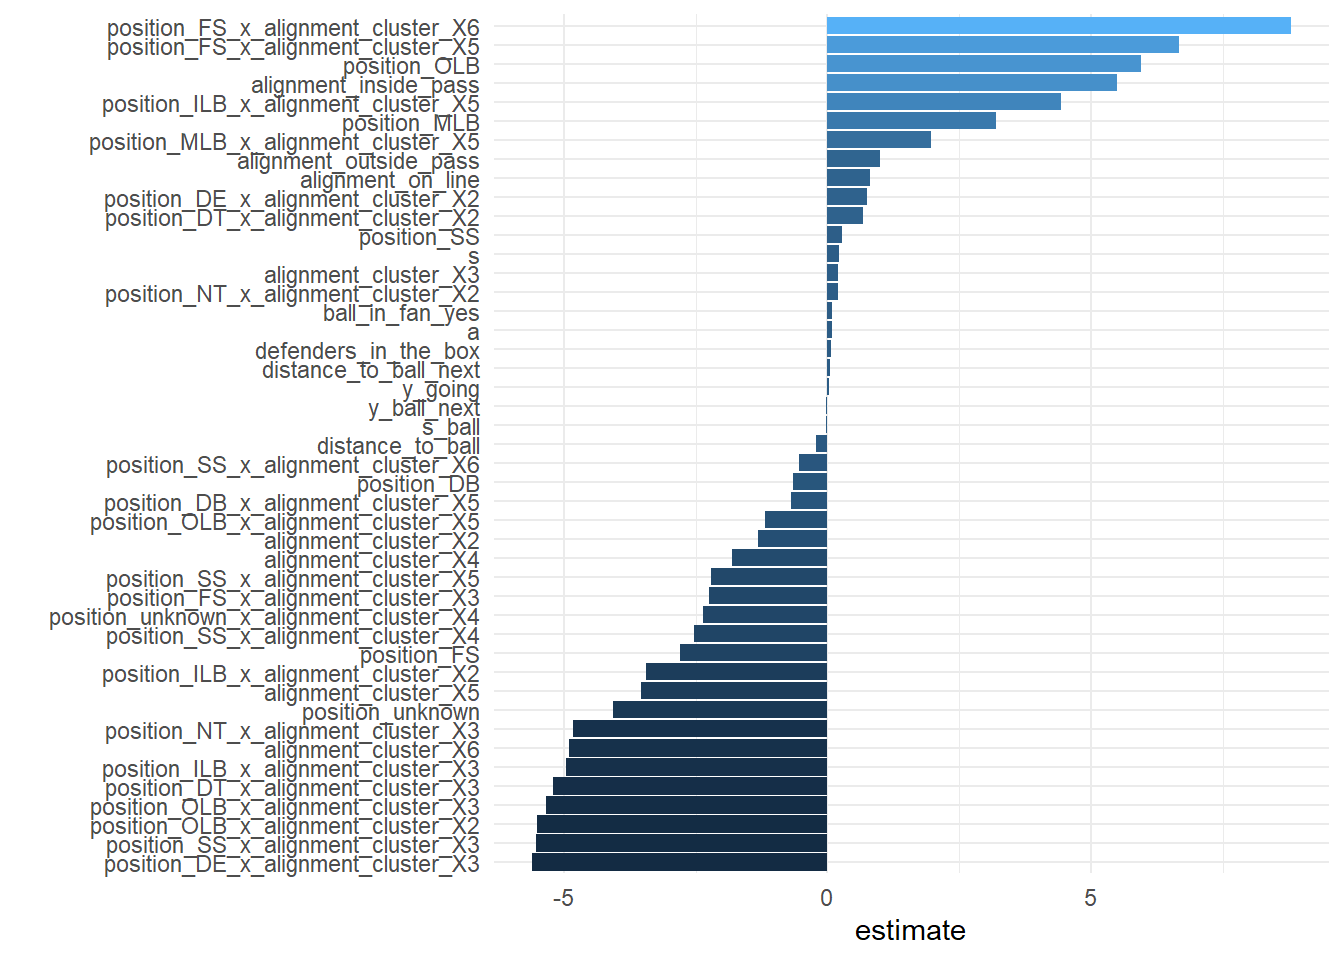 position_FS_x_alignment_cluster_X6
position_FS_x_alignment_cluster_X5
position_OLB
alignment_inside_pass
position_ILB_x_alignment_cluster_X5
position_MLB
position_MLB_x_alignment_cluster_X5
alignment_outside_pass
alignment_on_line
position_DE_x_alignment_cluster_X2
position_DT_x_alignment_cluster_X2
position_SS
s
alignment_cluster_X3
position_NT_x_alignment_cluster_X2
ball_in_fan_yes
a
defenders_in_the_box
distance_to_ball_next
y_going
y_ball_next
s_ball
distance_to_ball
position_SS_x_alignment_cluster_X6
position_DB
position_DB_x_alignment_cluster_X5
position_OLB_x_alignment_cluster_X5
alignment_cluster_X2
alignment_cluster_X4
position_SS_x_alignment_cluster_X5
position_FS_x_alignment_cluster_X3
position_unknown_x_alignment_cluster_X4
position_SS_x_alignment_cluster_X4
position_FS
position_ILB_x_alignment_cluster_X2
alignment_cluster_X5
position_unknown
position_NT_x_alignment_cluster_X3
alignment_cluster_X6
position_ILB_x_alignment_cluster_X3
position_DT_x_alignment_cluster_X3
position_OLB_x_alignment_cluster_X3
position_OLB_x_alignment_cluster_X2
position_SS_x_alignment_cluster_X3
position_DE_x_alignment_cluster_X3
-5 0 5
estimate